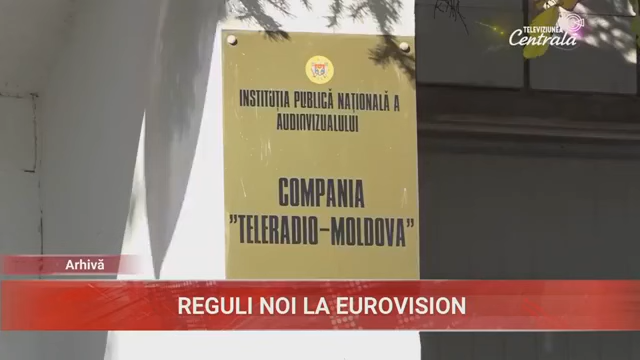 TELEVIZIUNEA
Centrală
INSTITUȚIA PUBLICĂ NAȚIONALĂ A
AUDIOVIZUALULUI
COMPANIA
"TELERADIO-MOLDOVA"
Arhivă
REGULI NOI LA EUROVISION